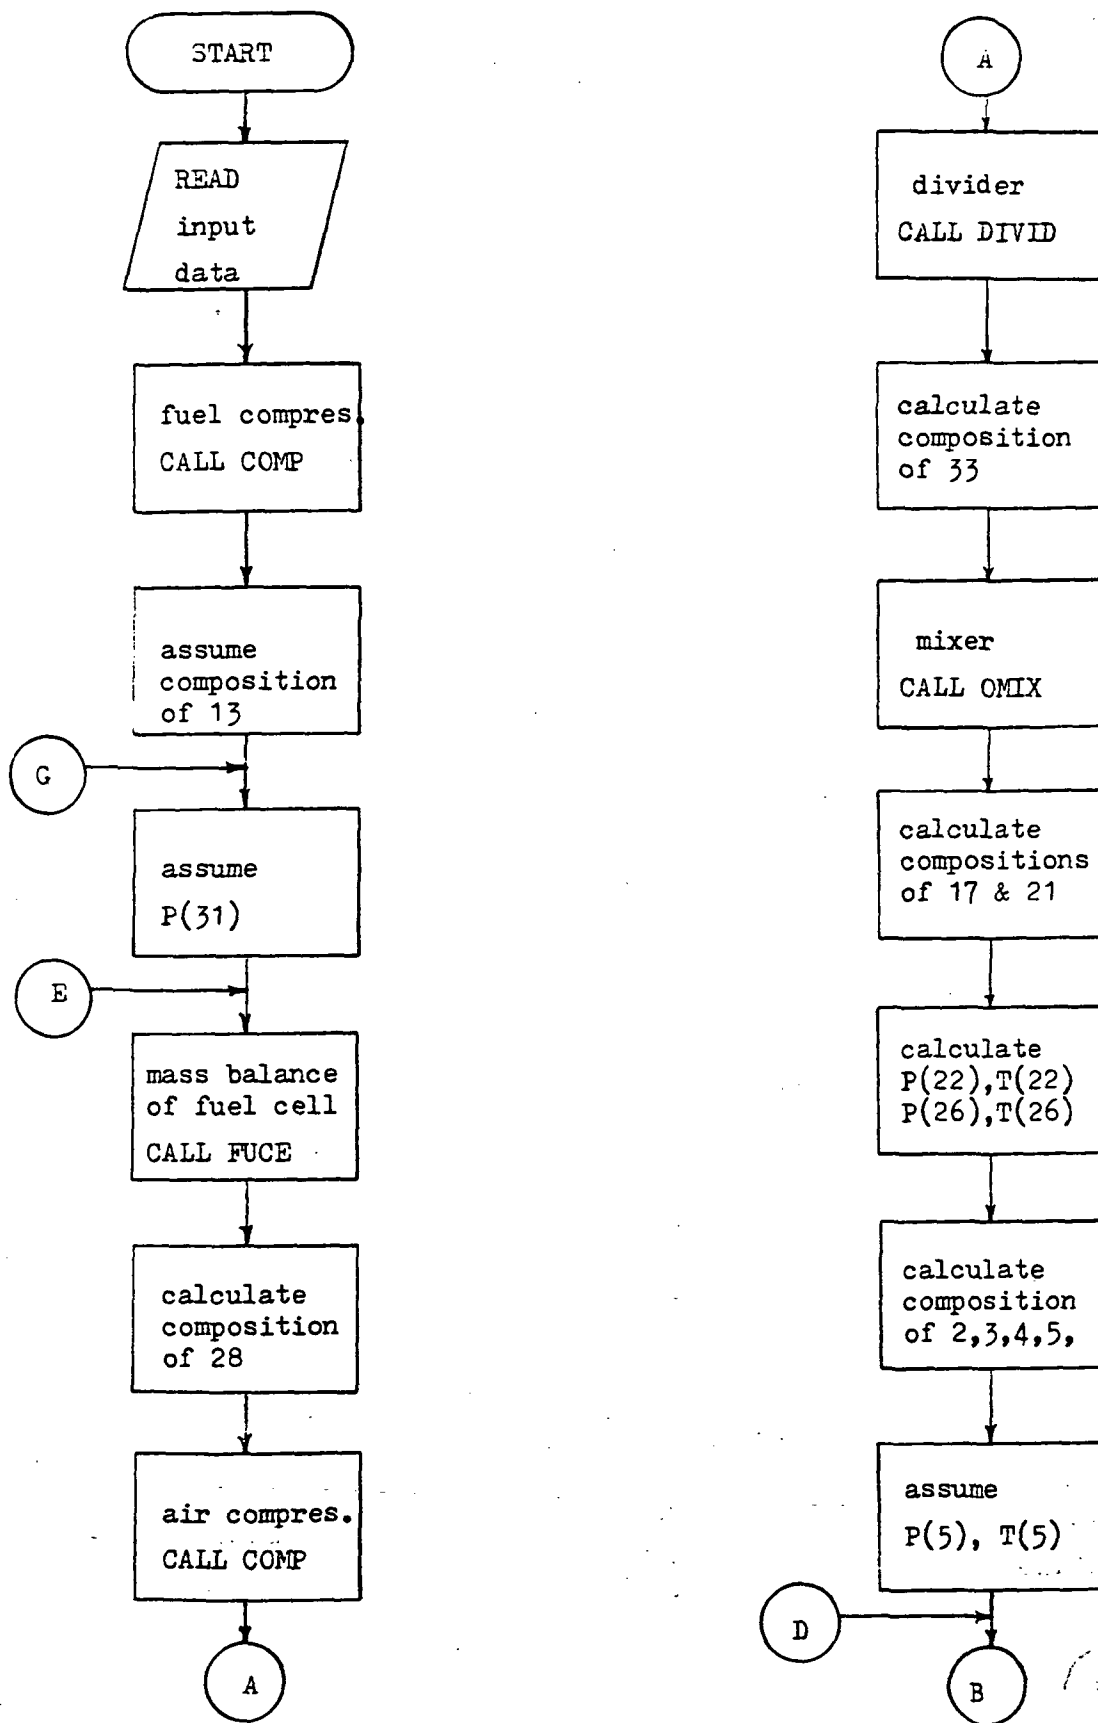 START
READ
input
data
fuel compres.
CALL COMP
assume
composition
of 13
G
assume
P(31)
E
mass balance
of fuel cell
CALL FUCE
calculate
composition
of 28
air compres.
CALL COMP
A
A
divider
CALL DIVID
calculate
composition
of 33
mixer
CALL OMIX
calculate
compositions
of 17 & 21
calculate
P(22),T(22)
P(26),T(26)
calculate
composition
of 2,3,4,5,
assume
P(5), T(5)
D
B